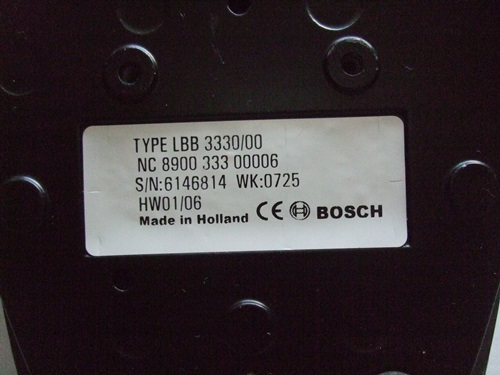 TYPE LBB 3330/00
NC 8900 333 00006
S/N:6146814 WK:0725
HW01/06
Made in Holland CE BOSCH